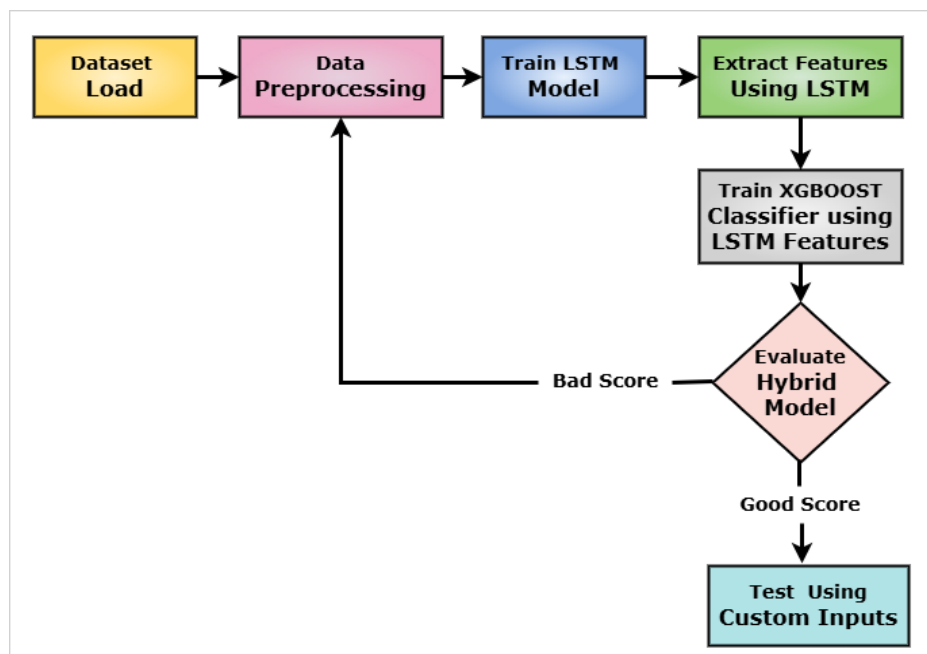 Dataset
Load
Data
Preprocessing
Train LSTM
Model
Extract Features
Using LSTM
Train XGBOOST
Classifier using
LSTM Features
Evaluate
Hybrid
Model
Bad Score
Good Score
Test Using
Custom Inputs